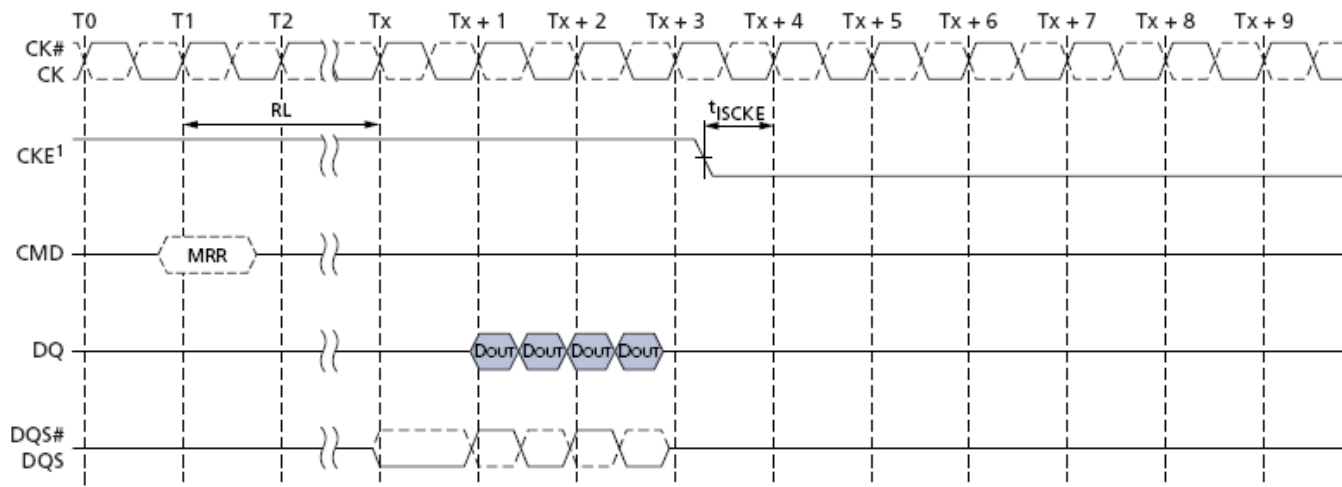 T0 T1 T2 Tx Tx + 1 Tx + 2 Tx + 3 Tx + 4 Tx + 5 Tx + 6 Tx + 7 Tx + 8 Tx + 9
CK#
CK
RL
tISCKE
CKE1
CMD
MRR
DQ
DOUT DOUT DOUT DOUT
DQS#
DQS